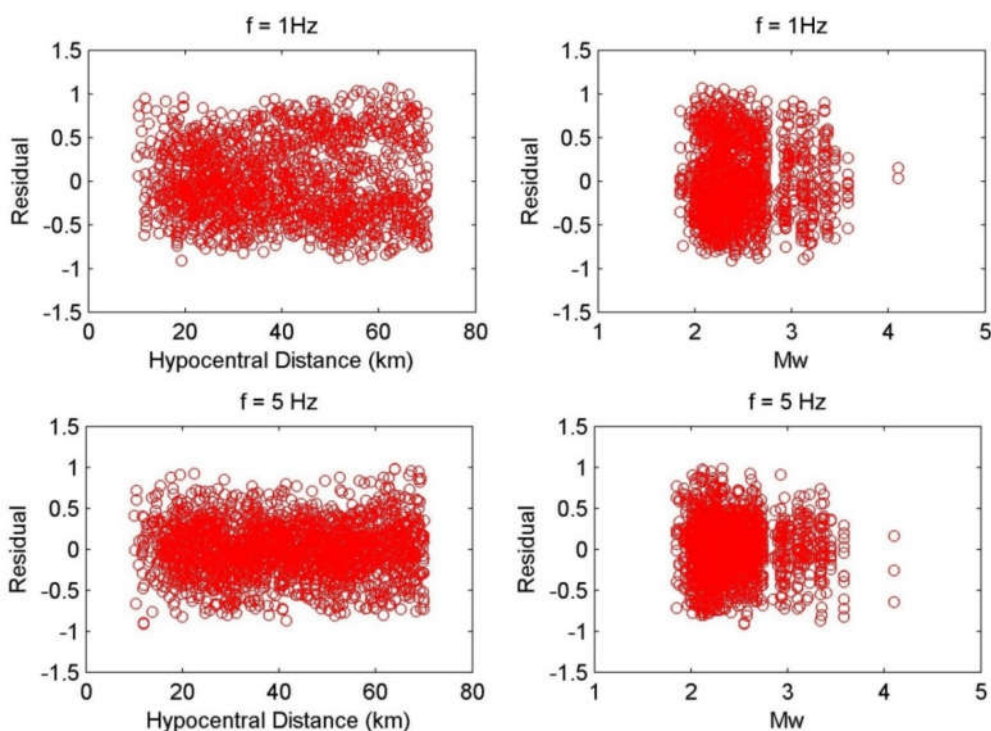 f = 1Hz
1.5
1
0.5
0
-0.5
-1
-1.5
Residual
0 20 40 60 80
Hypocentral Distance (km)
f = 1Hz
1.5
1
0.5
0
-0.5
-1
-1.5
Residual
1 2 3 4 5
Mw
f = 5 Hz
1.5
1
0.5
0
-0.5
-1
-1.5
Residual
0 20 40 60 80
Hypocentral Distance (km)
f = 5 Hz
1.5
1
0.5
0
-0.5
-1
-1.5
Residual
1 2 3 4 5
Mw